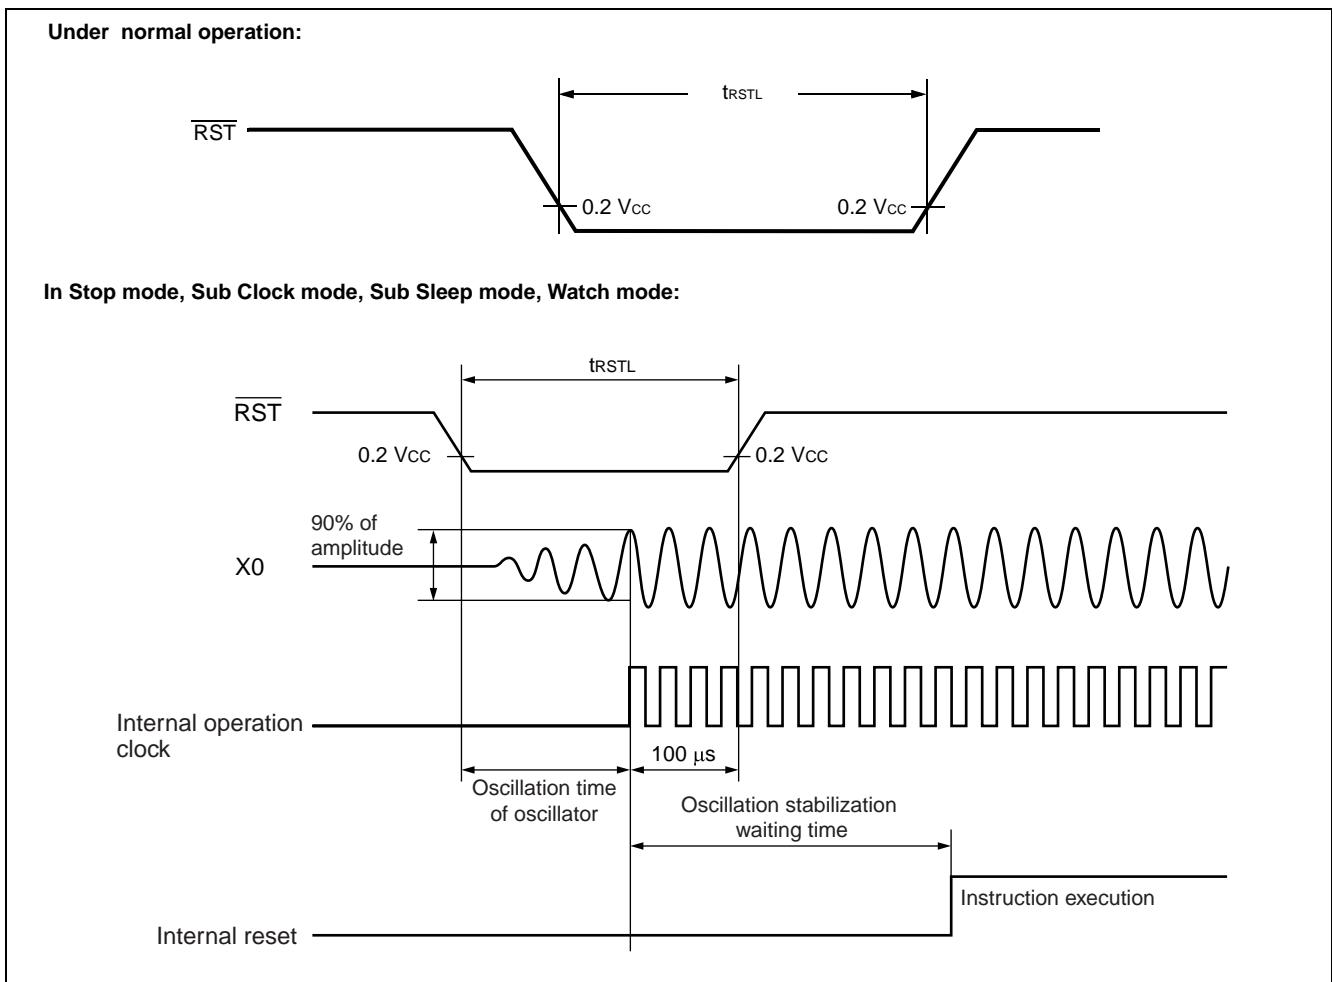 Under normal operation:
tRSTL
RST
0.2 VCC
0.2 VCC
In Stop mode, Sub Clock mode, Sub Sleep mode, Watch mode:
tRSTL
RST
0.2 VCC
0.2 VCC
90% of
amplitude
X0
Internal operation
clock
100 μs
Oscillation time
of oscillator
Oscillation stabilization
waiting time
Instruction execution
Internal reset